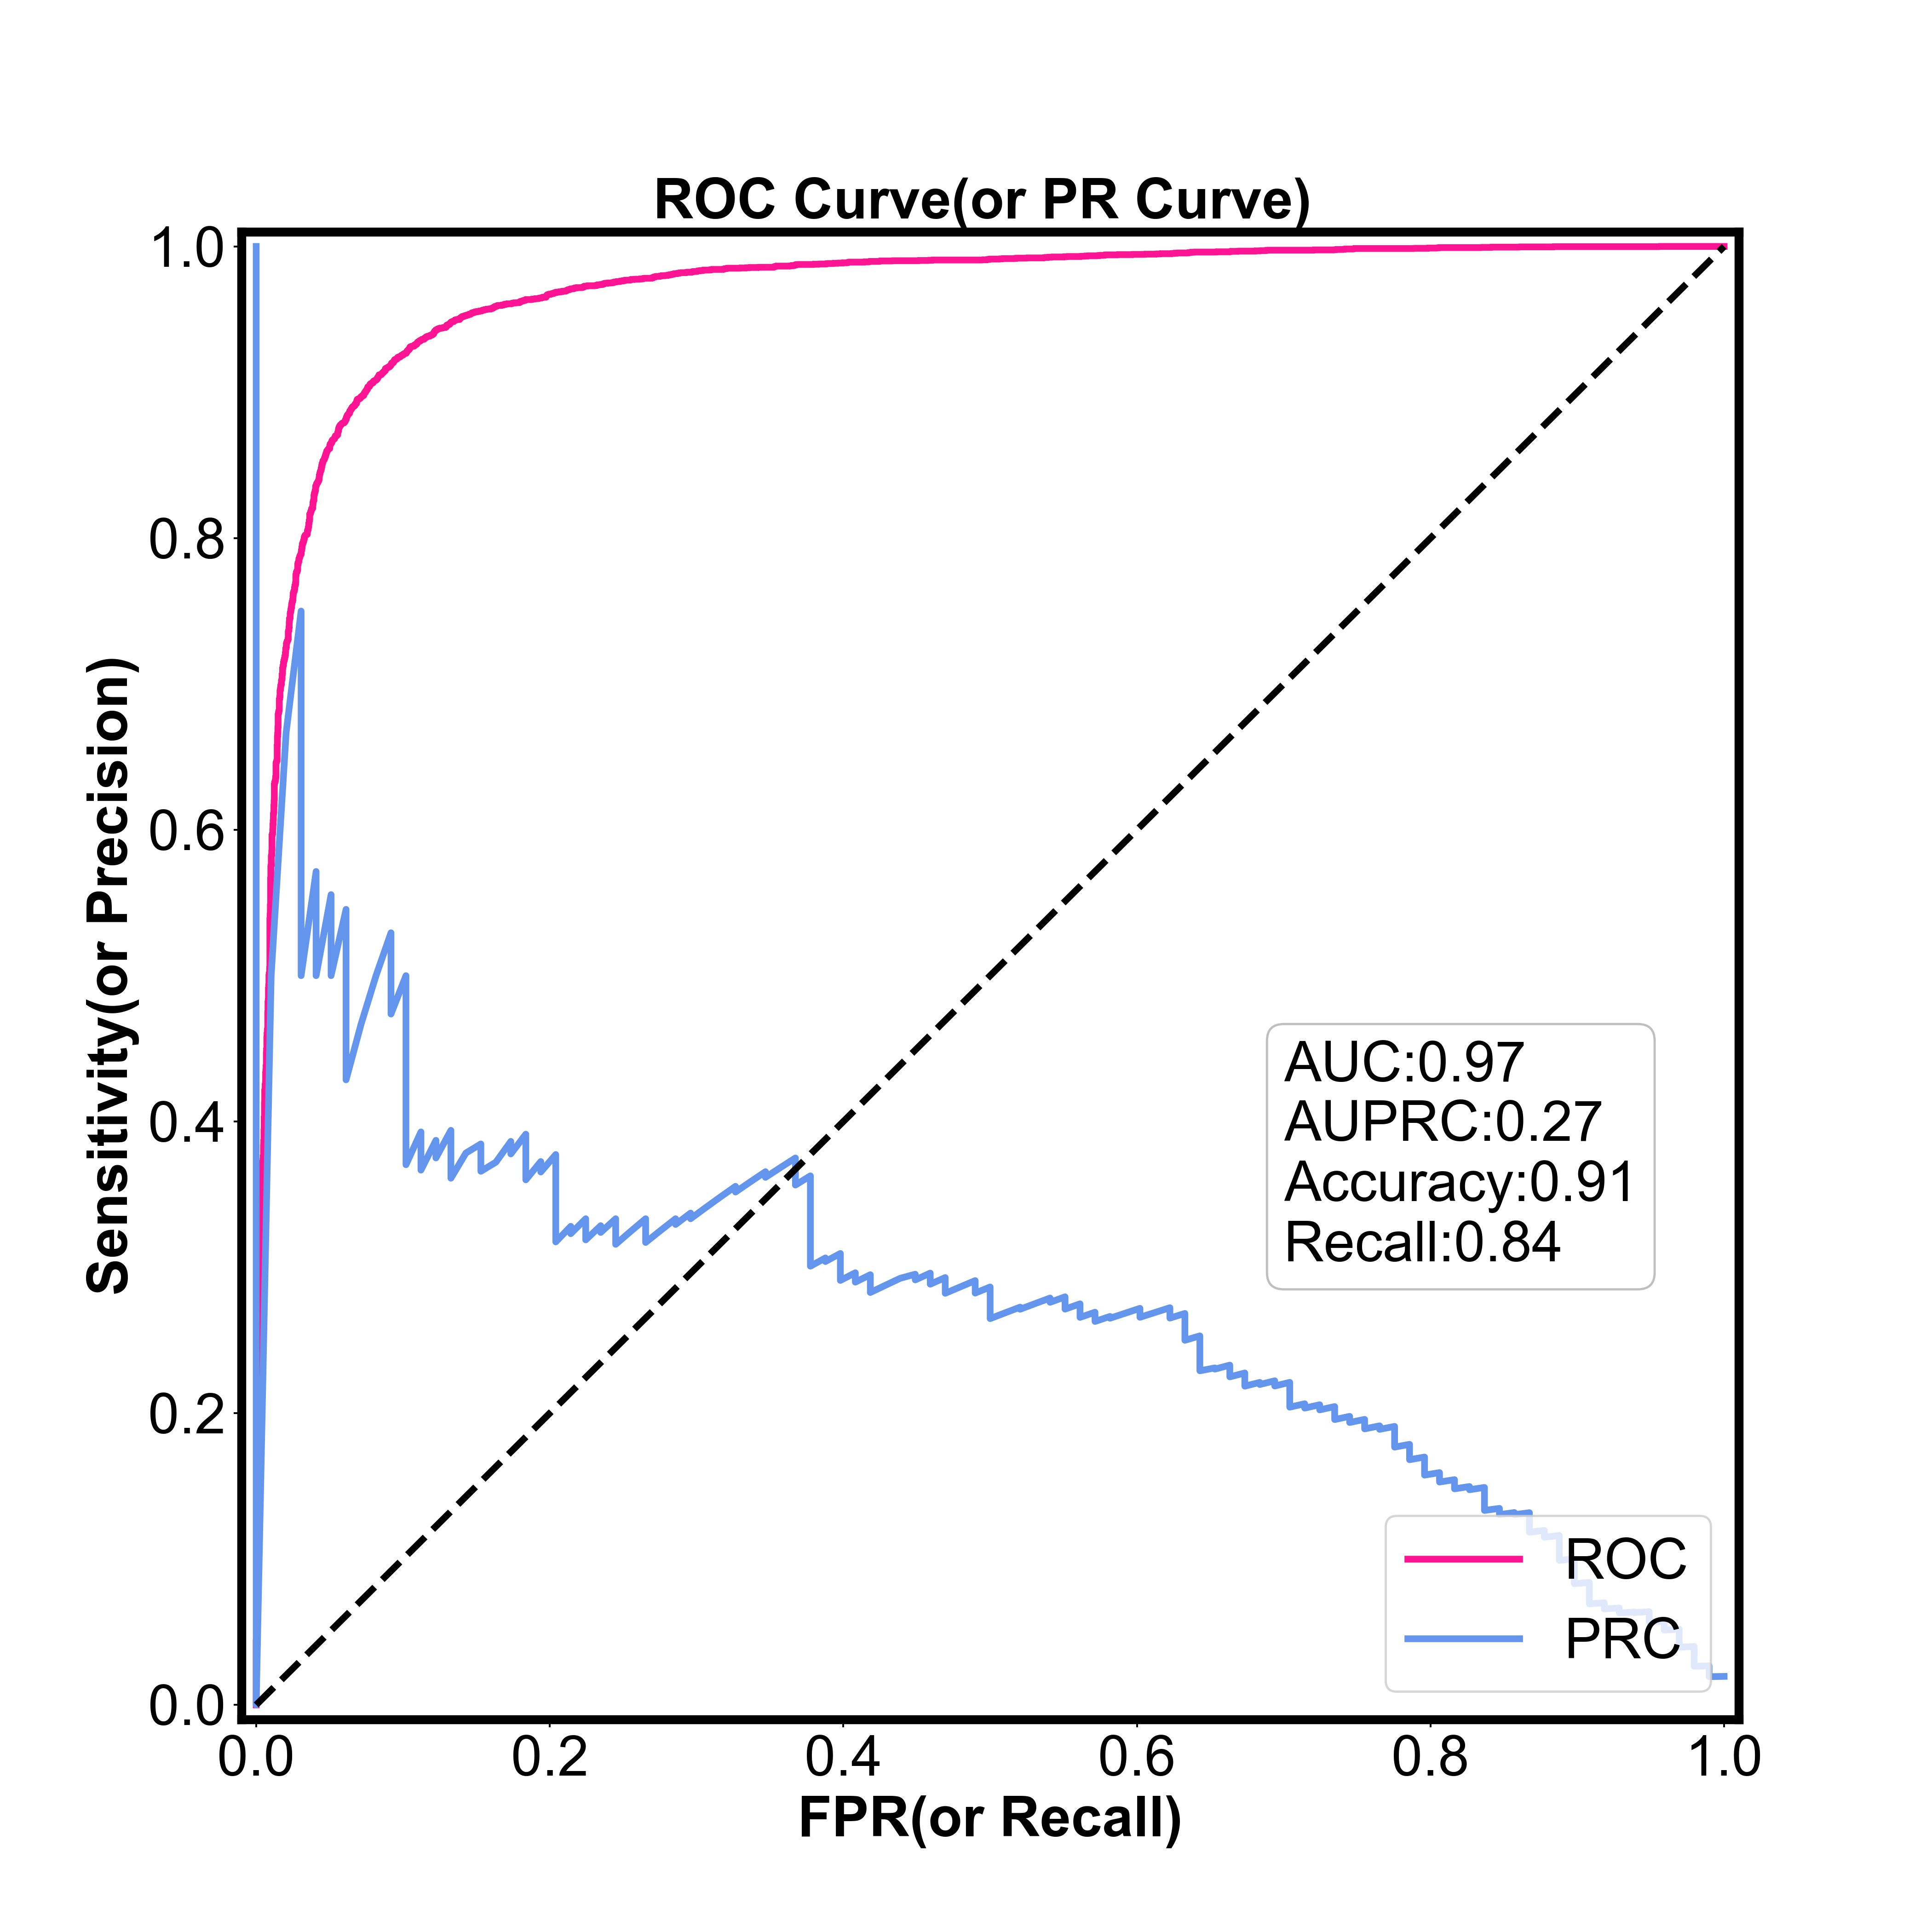 ROC Curve(or PR Curve)
1.0
0.8
0.6
0.4
0.2
0.0
Sensitivity(or Precision)
AUC:0.97
AUPRC:0.27
Accuracy:0.91
Recall:0.84
ROC
PRC
0.0 0.2 0.4 0.6 0.8 1.0
FPR(or Recall)